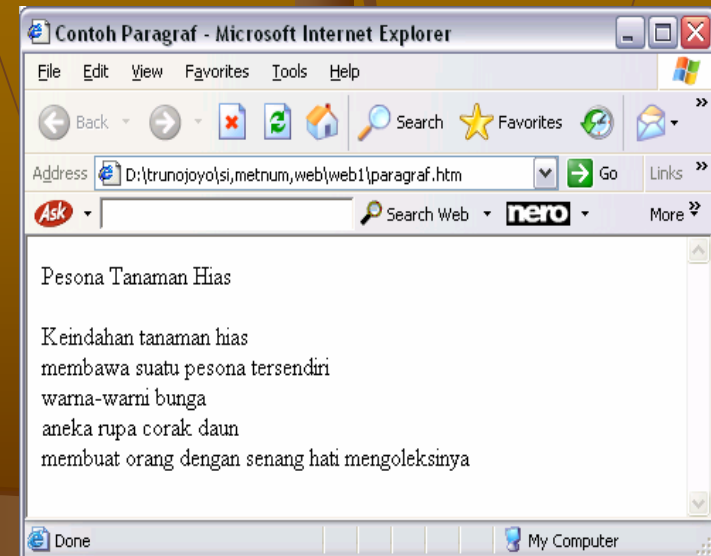 Contoh Paragraf - Microsoft Internet Explorer
File Edit View Favorites Tools Help
Back Search Favorites »
Address D:\trunojoyo\si,metnum,web\web1\paragraf.htm Go Links »
Ask Search Web nero More »
Pesona Tanaman Hias
Keindahan tanaman hias
membawa suatu pesona tersendiri
warna-warni bunga
aneka rupa corak daun
membuat orang dengan senang hati mengoleksinya
Done My Computer